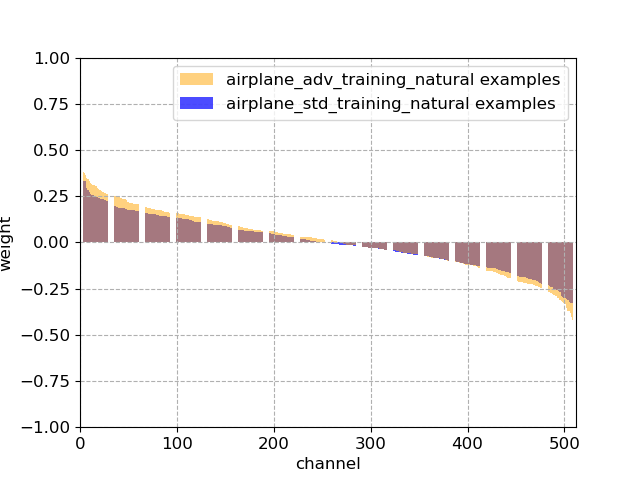 airplane_adv_training_natural examples
airplane_std_training_natural examples
1.00
0.75
0.50
0.25
0.00
−0.25
−0.50
−0.75
−1.00
weight
0 100 200 300 400 500
channel